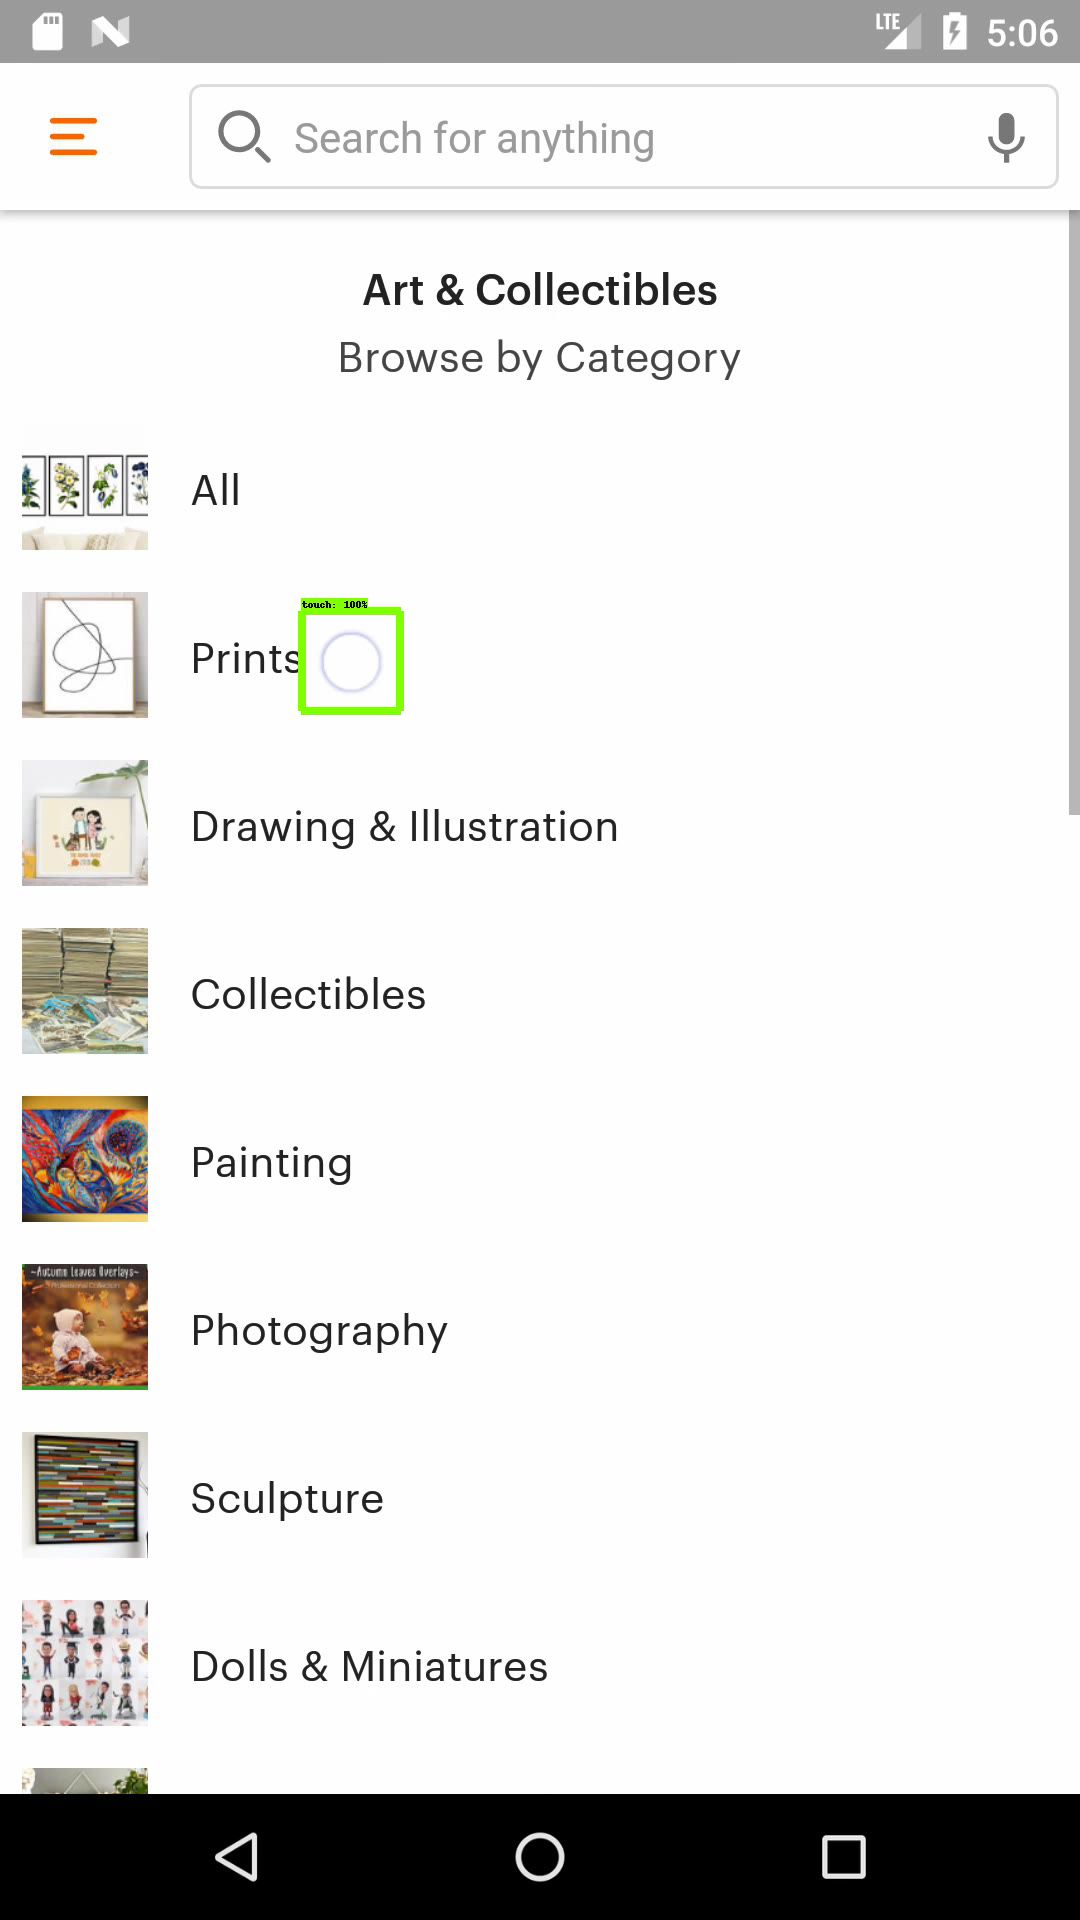 LTE 5:06
Search for anything
Art & Collectibles
Browse by Category
All
touch: 100%
Prints
Drawing & Illustration
Collectibles
Painting
~Autumn Leaves Overlays~
Photography
Sculpture
Dolls & Miniatures